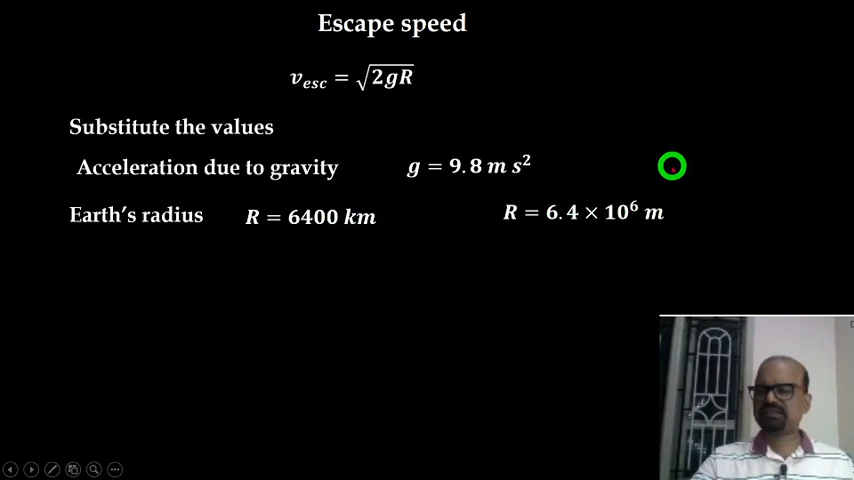 Escape speed
v_esc = √2gR
Substitute the values
Acceleration due to gravity g = 9.8 m s²
Earth's radius R = 6400 km R = 6.4 × 10⁶ m